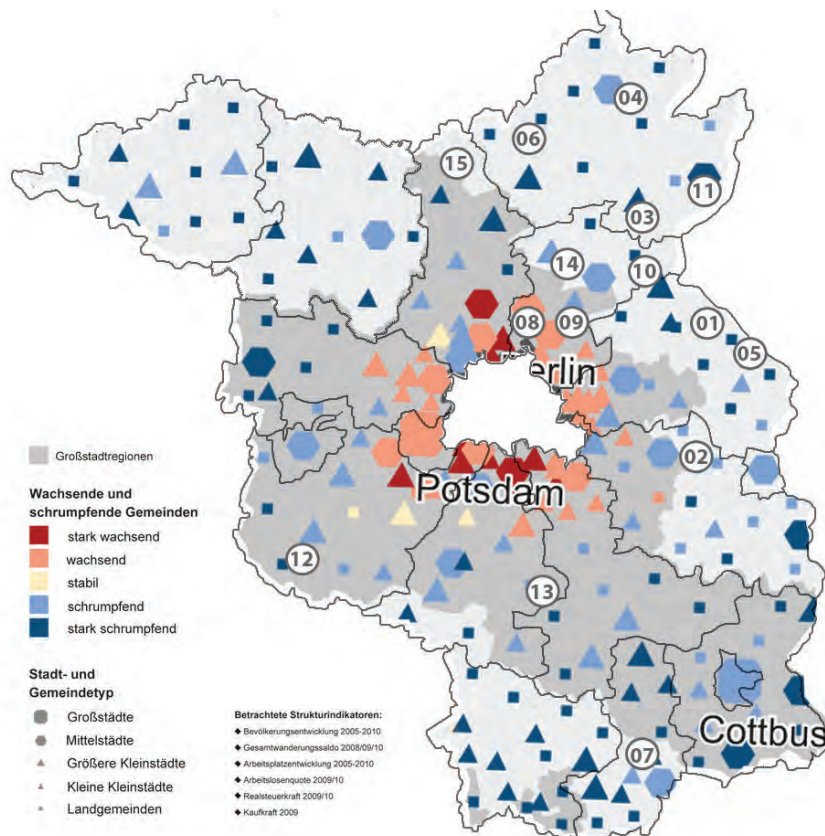 04
06
15
11
03
14
10
08
09
01
05
erlin
Großstadtregionen
02
Potsdam
Wachsende und
schrumpfende Gemeinden
stark wachsend
wachsend
stabil
schrumpfend
stark schrumpfend
12
13
Stadt- und
Gemeindetyp
Großstädte
Mittelstädte
Größere Kleinstädte
Kleine Kleinstädte
Landgemeinden
Betrachtete Strukturindikatoren:
Bevölkerungsentwicklung 2005-2010
Gesamtwanderungssaldo 2008/09/10
Arbeitsplatzentwicklung 2005-2010
Arbeitslosenquote 2009/10
Realsteuerkraft 2009/10
Kaufkraft 2009
Cottbus
07